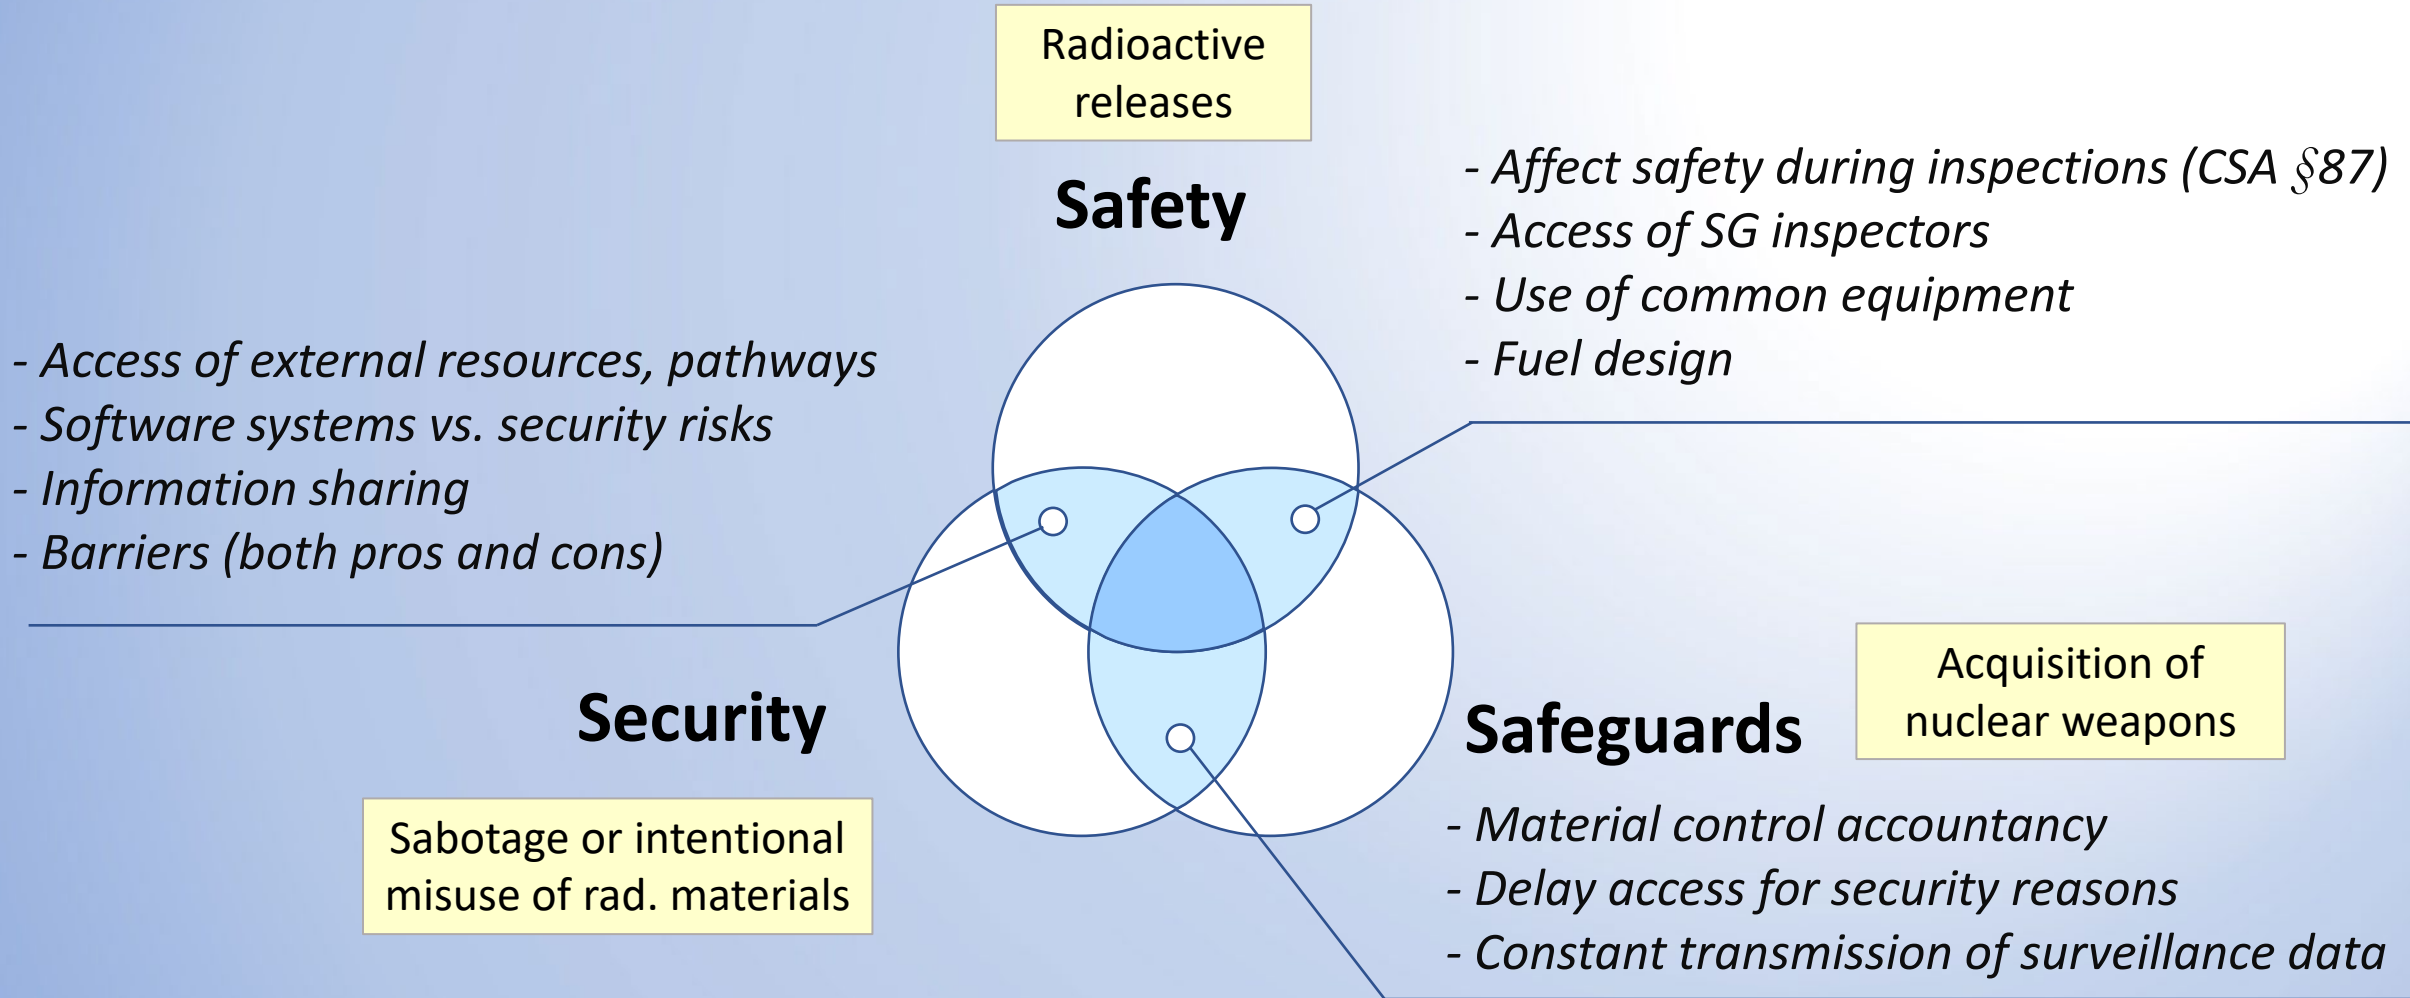 Radioactive
releases
Safety
- Affect safety during inspections (CSA §87)
- Access of SG inspectors
- Use of common equipment
- Fuel design
- Access of external resources, pathways
- Software systems vs. security risks
- Information sharing
- Barriers (both pros and cons)
Security
Sabotage or intentional
misuse of rad. materials
Safeguards
Acquisition of
nuclear weapons
- Material control accountancy
- Delay access for security reasons
- Constant transmission of surveillance data